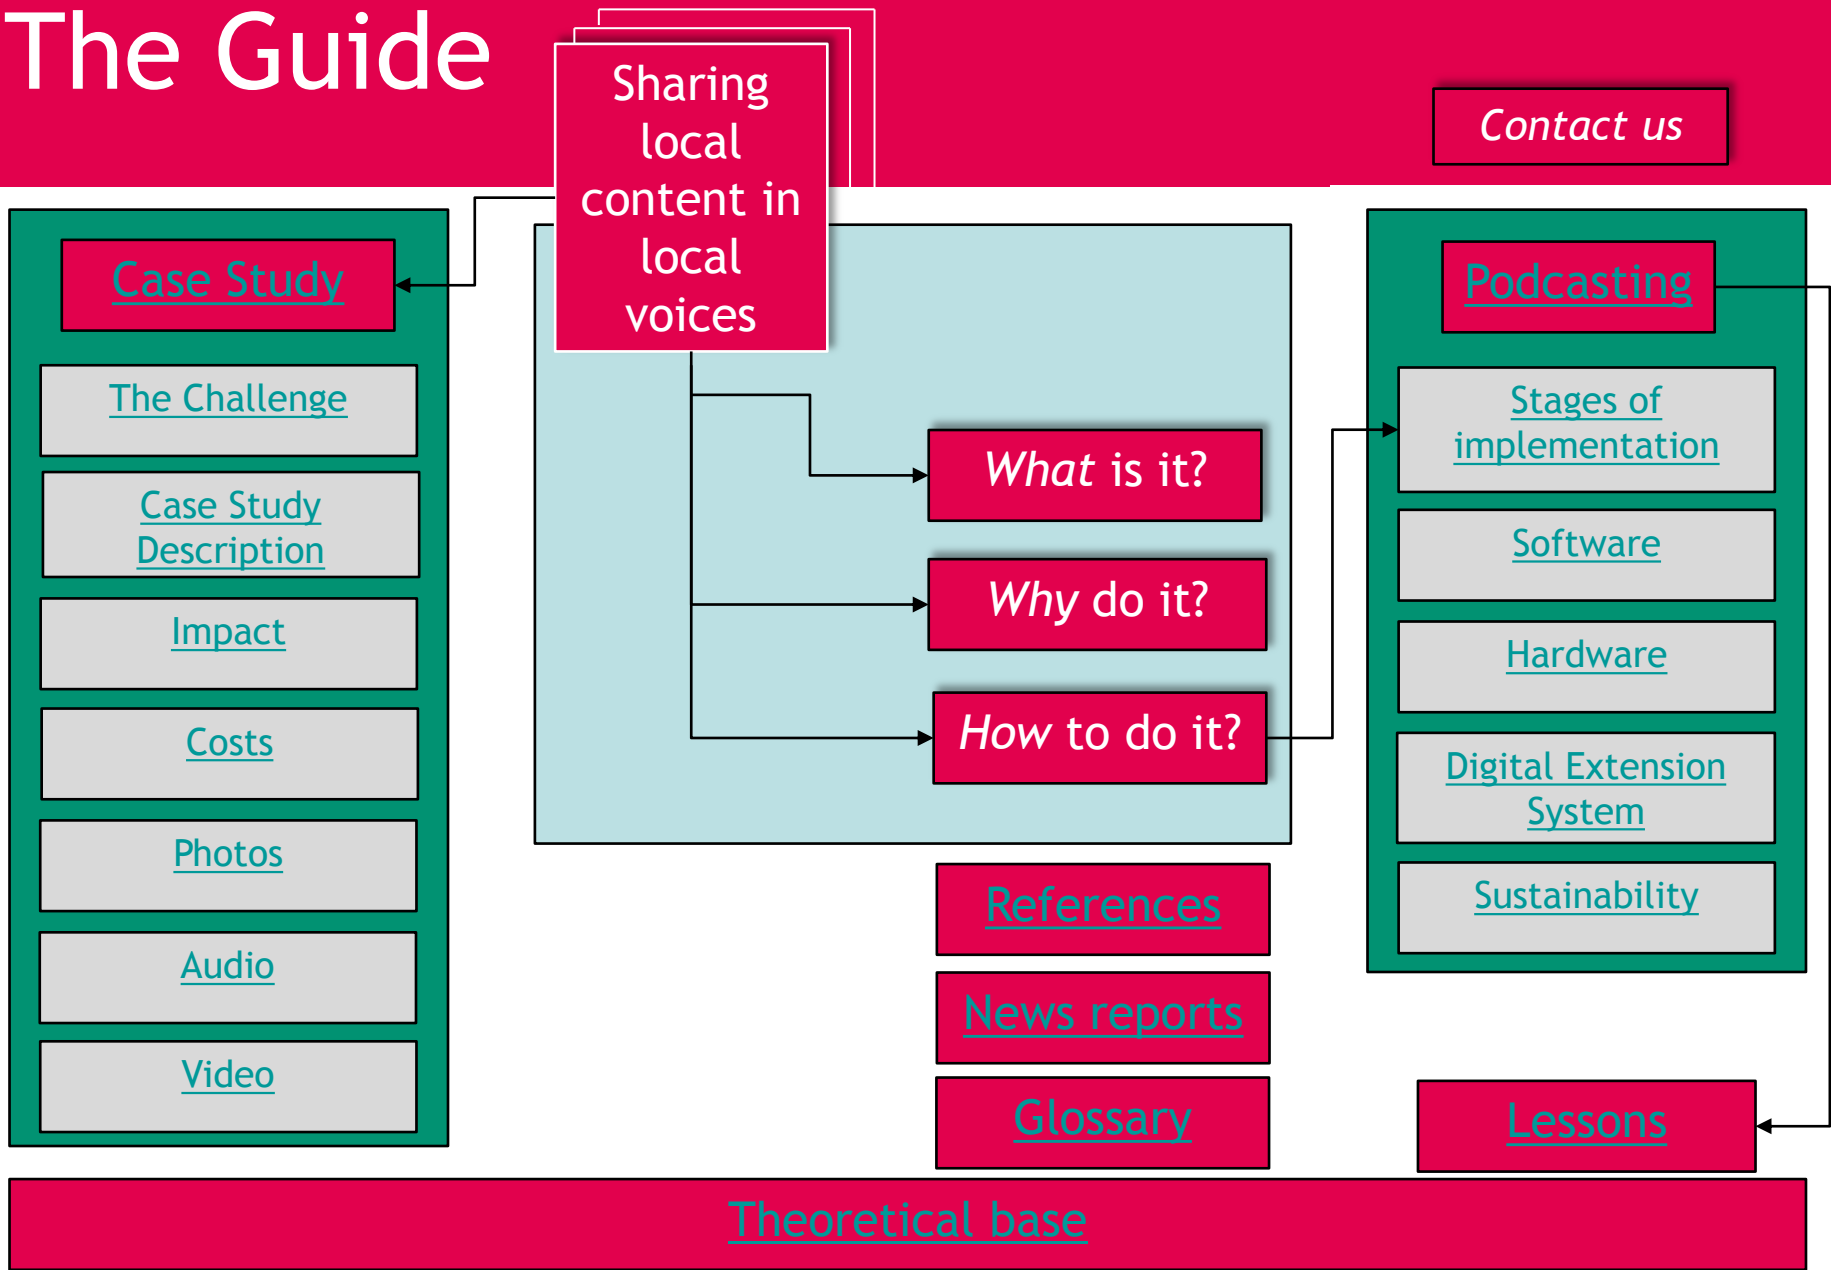 The Guide
Sharing
local
content in
local
voices
Contact us
Case Study
The Challenge
Case Study
Description
Impact
Costs
Photos
Audio
Video
What is it?
Why do it?
How to do it?
References
News reports
Glossary
Podcasting
Stages of
implementation
Software
Hardware
Digital Extension
System
Sustainability
Lessons
Theoretical base